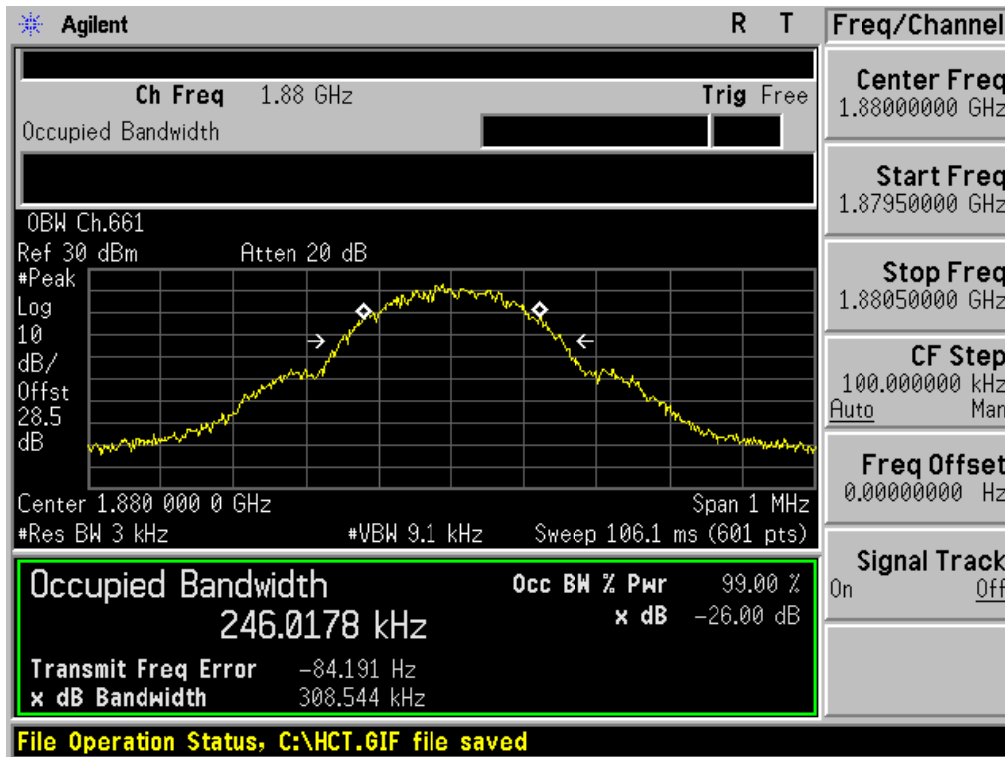 Agilent R T Freq/Channel
Ch Freq 1.88 GHz Trig Free
Occupied Bandwidth
Center Freq
1.88000000 GHz
Start Freq
1.87950000 GHz
Stop Freq
1.88050000 GHz
CF Step
100.000000 kHz
Auto Man
Freq Offset
0.00000000 Hz
Signal Track
On Off
OBW Ch.661
Ref 30 dBm Atten 20 dB
#Peak
Log
10
dB/
Offst
28.5
dB
Center 1.880 000 0 GHz Span 1 MHz
#Res BW 3 kHz #VBW 9.1 kHz Sweep 106.1 ms (601 pts)
Occupied Bandwidth Occ BW % Pwr 99.00 %
246.0178 kHz x dB -26.00 dB
Transmit Freq Error -84.191 Hz
x dB Bandwidth 308.544 kHz
File Operation Status, C:\HCT.GIF file saved